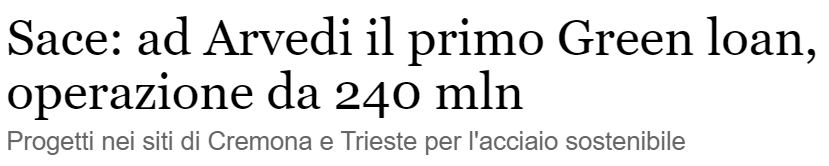 Sace: ad Arvedi il primo Green loan,
operazione da 240 mln
Progetti nei siti di Cremona e Trieste per l'acciaio sostenibile